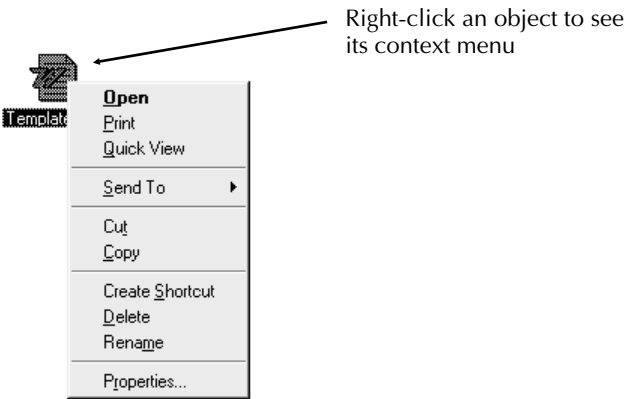 Right-click an object to see
its context menu
Template
Open
Print
Quick View
Send To
Cut
Copy
Create Shortcut
Delete
Rename
Properties...